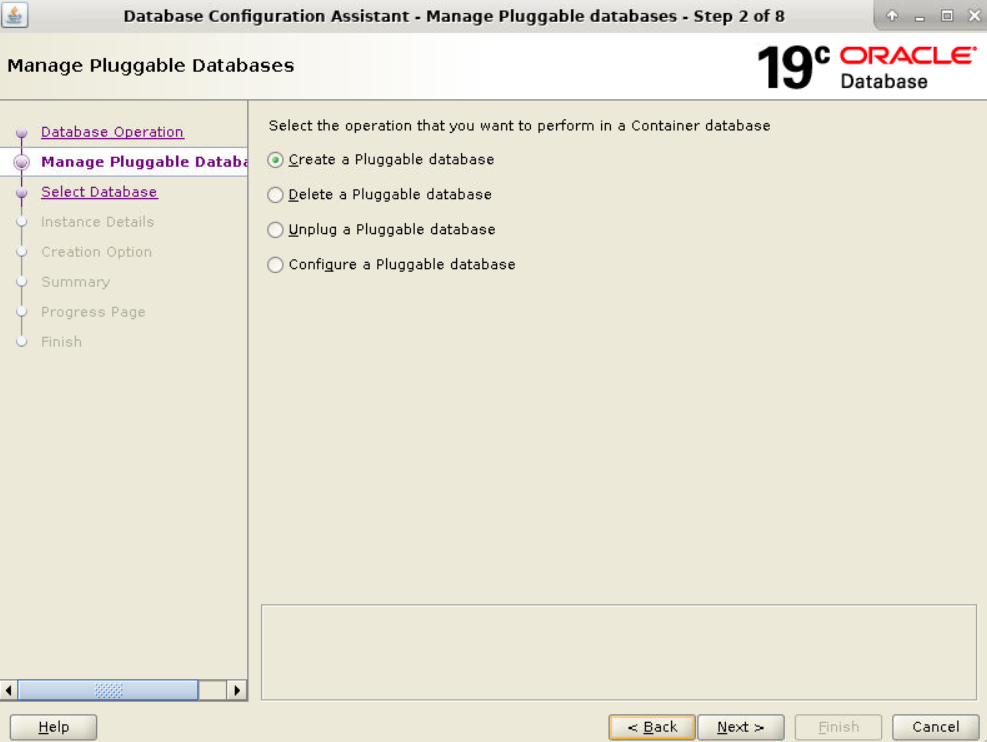 Database Configuration Assistant - Manage Pluggable databases - Step 2 of 8
Manage Pluggable Databases
19c ORACLE
Database
Database Operation
Manage Pluggable Databa
Select Database
Instance Details
Creation Option
Summary
Progress Page
Finish
Select the operation that you want to perform in a Container database
Create a Pluggable database
Delete a Pluggable database
Unplug a Pluggable database
Configure a Pluggable database
Help
< Back
Next >
Finish
Cancel